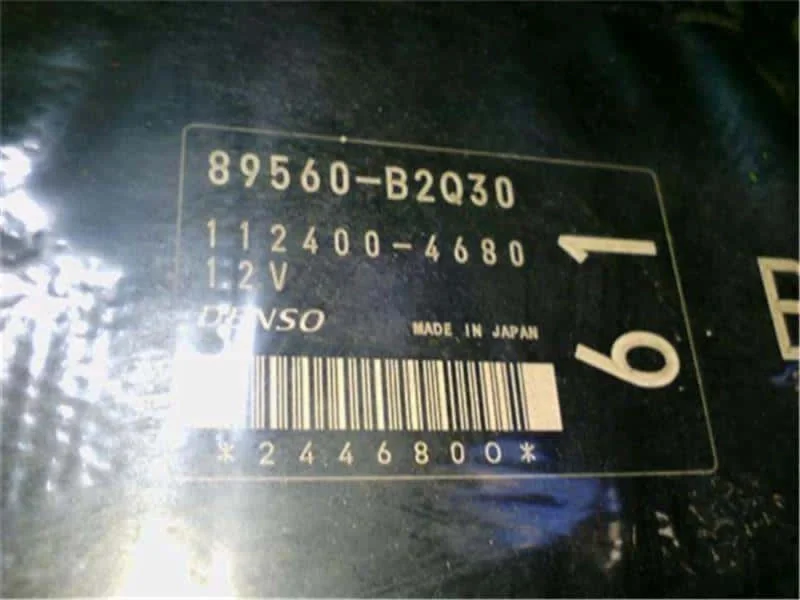 89560-B2Q30
112400-4680
12V
DENSO
MADE IN JAPAN
*2446800*
61